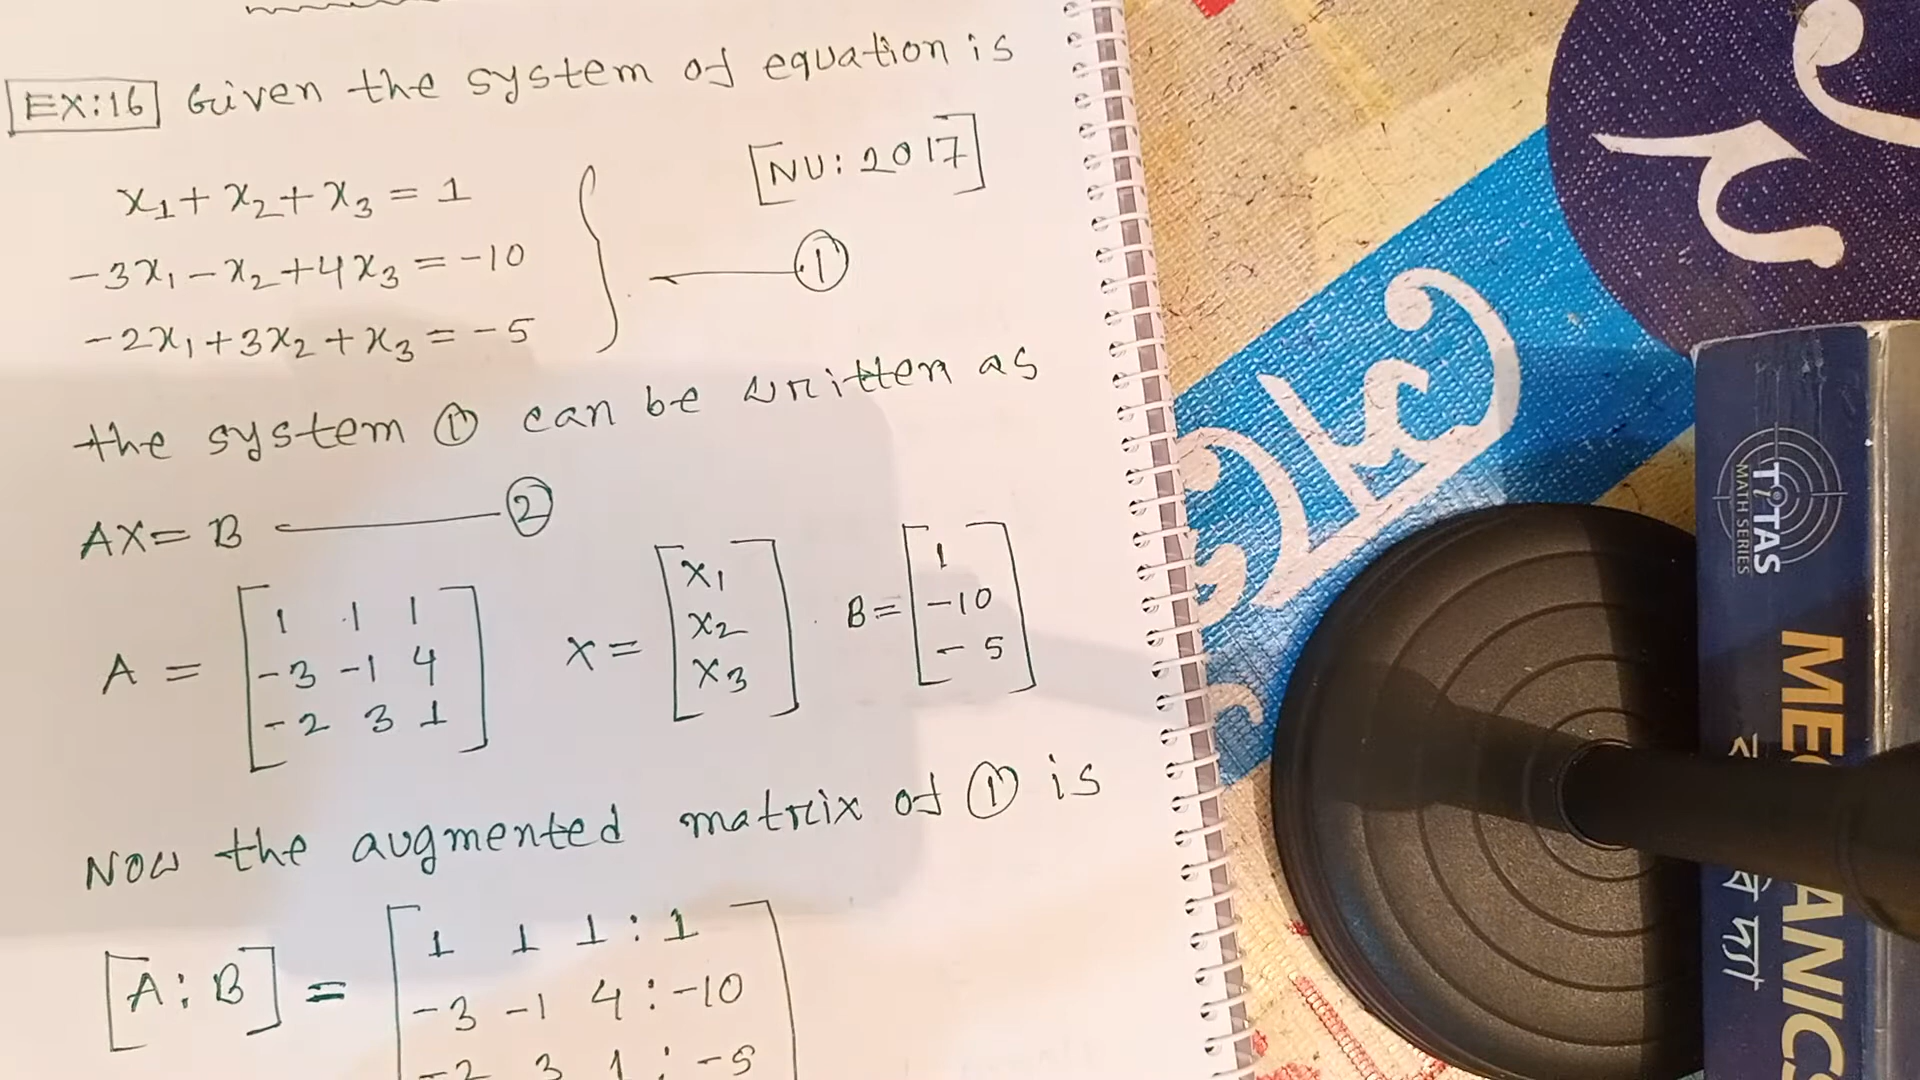 EX:16 Given the system of equation is
[NU: 2017]
x₁ + x₂ + x₃ = 1
-3x₁ - x₂ + 4x₃ = -10
-2x₁ + 3x₂ + x₃ = -5
①
the system ① can be written as
AX = B ②
A = [1 1 1
-3 -1 4
-2 3 1]
X = [x₁
x₂
x₃]
B = [1
-10
-5]
Now the augmented matrix of ① is
[A:B] = [1 1 1 : 1
-3 -1 4 : -10
-2 3 1 : -5
TITAS
MATH SERIES